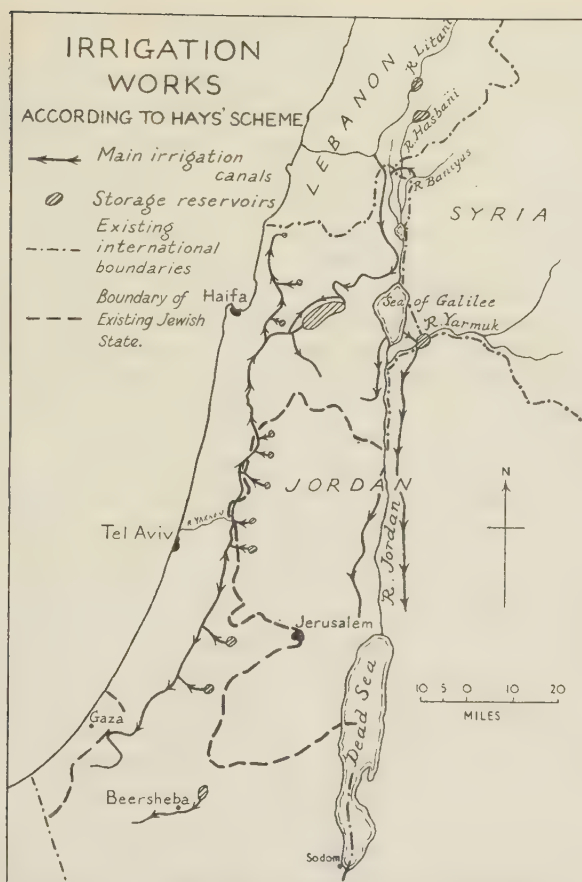 IRRIGATION
WORKS
ACCORDING TO HAYS' SCHEME
Main irrigation
canals
Storage reservoirs
Existing
international
boundaries
Boundary of
Existing Jewish
State.
LEBANON
R. Litani
R. Hasbani
R. Baniyas
SYRIA
Haifa
Sea of Galilee
R. Yarmuk
JORDAN
N
R. Yarkon
Tel Aviv
R. Jordan
Jerusalem
10 5 0 10 20
MILES
Gaza
Dead Sea
Beersheba
Sodom